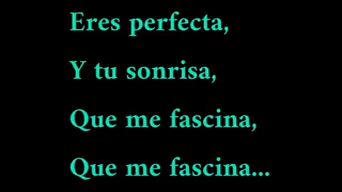 Eres perfecta,
Y tu sonrisa,
Que me fascina,
Que me fascina...